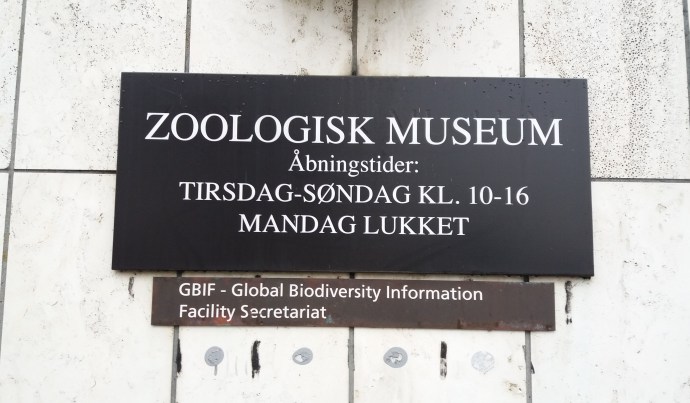 ZOOLOGISK MUSEUM
Åbningstider:
TIRSDAG-SØNDAG KL. 10-16
MANDAG LUKKET
GBIF - Global Biodiversity Information
Facility Secretariat